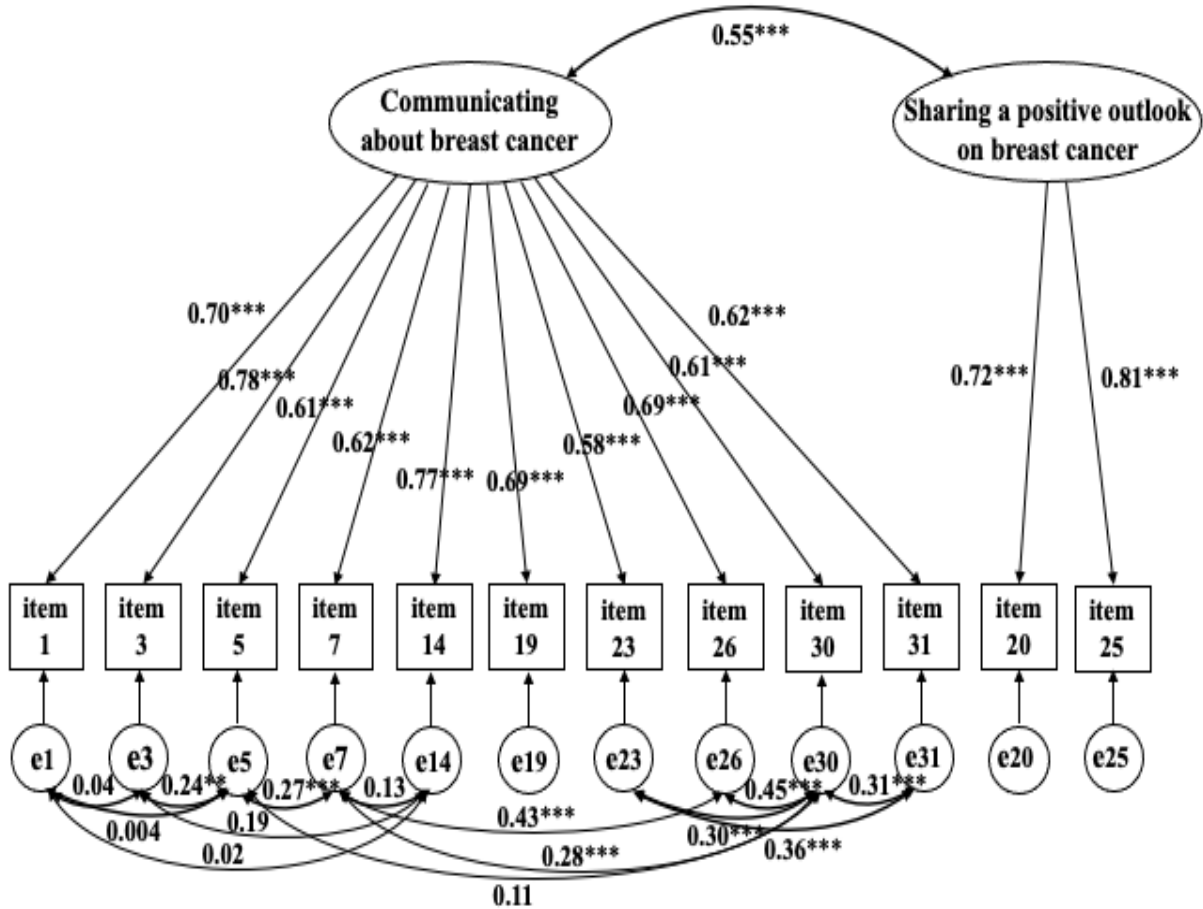 0.55***
Communicating
about breast cancer
Sharing a positive outlook
on breast cancer
0.70***
0.78***
0.61***
0.62***
0.77***
0.69***
0.58***
0.69***
0.61***
0.62***
0.72***
0.81***
item
1
item
3
item
5
item
7
item
14
item
19
item
23
item
26
item
30
item
31
item
20
item
25
e1
e3
e5
e7
e14
e19
e23
e26
e30
e31
e20
e25
0.04
0.24**
0.27***
0.13
0.45***
0.31***
0.004
0.19
0.43***
0.30***
0.36***
0.02
0.28***
0.11